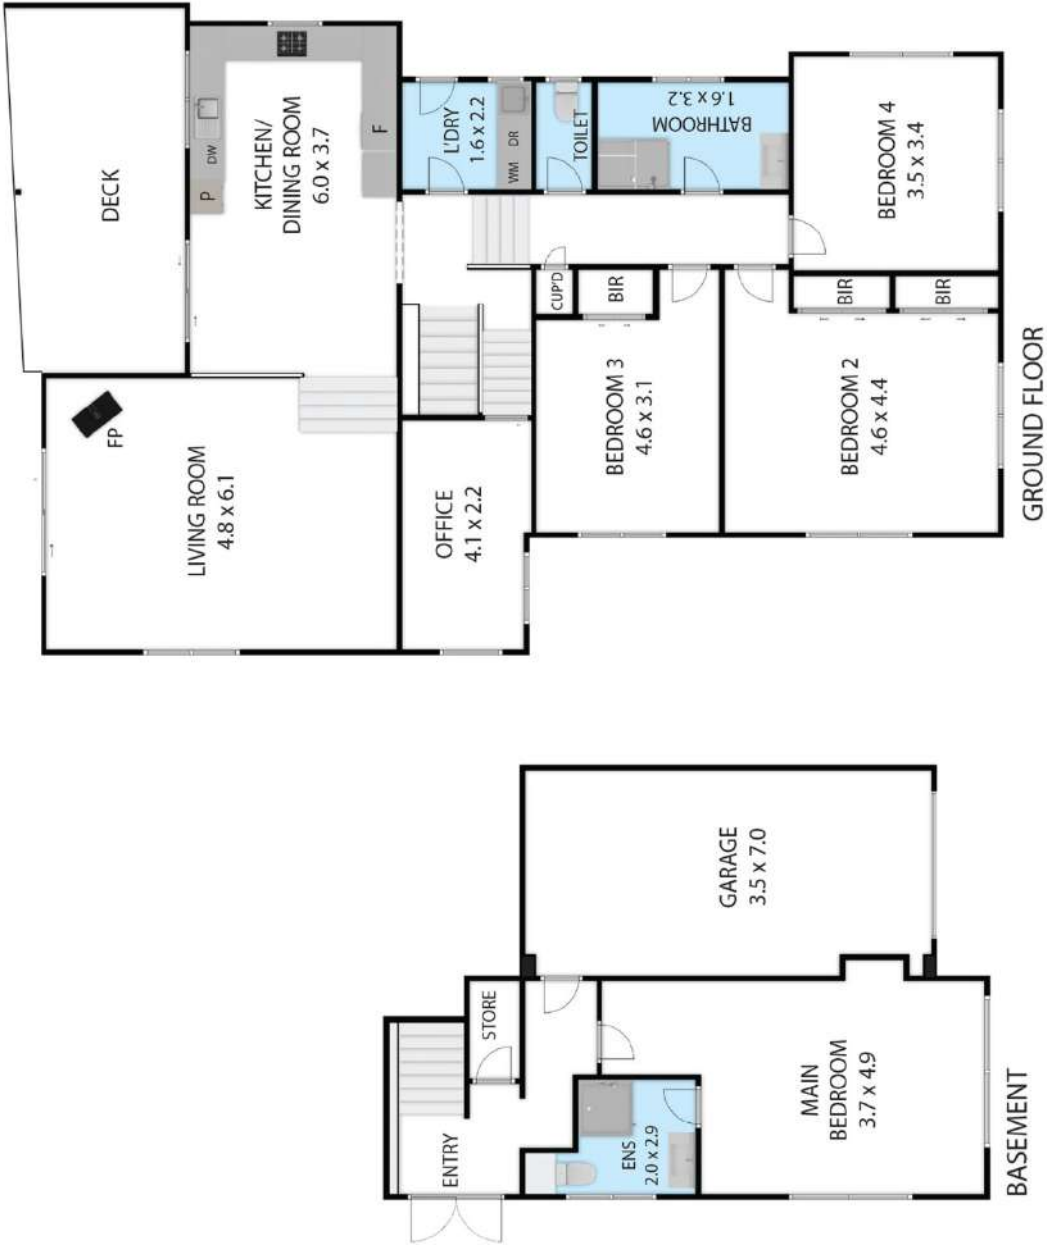 DECK
KITCHEN/
DINING ROOM
6.0 x 3.7
P
DW
F
L'DRY
1.6 x 2.2
WM
DR
TOILET
BATHROOM
1.6 x 3.2
BEDROOM 4
3.5 x 3.4
CUP'D
BIR
BIR
BIR
FP
LIVING ROOM
4.8 x 6.1
OFFICE
4.1 x 2.2
BEDROOM 3
4.6 x 3.1
BEDROOM 2
4.6 x 4.4
GROUND FLOOR
GARAGE
3.5 x 7.0
STORE
ENTRY
ENS
2.0 x 2.9
MAIN
BEDROOM
3.7 x 4.9
BASEMENT